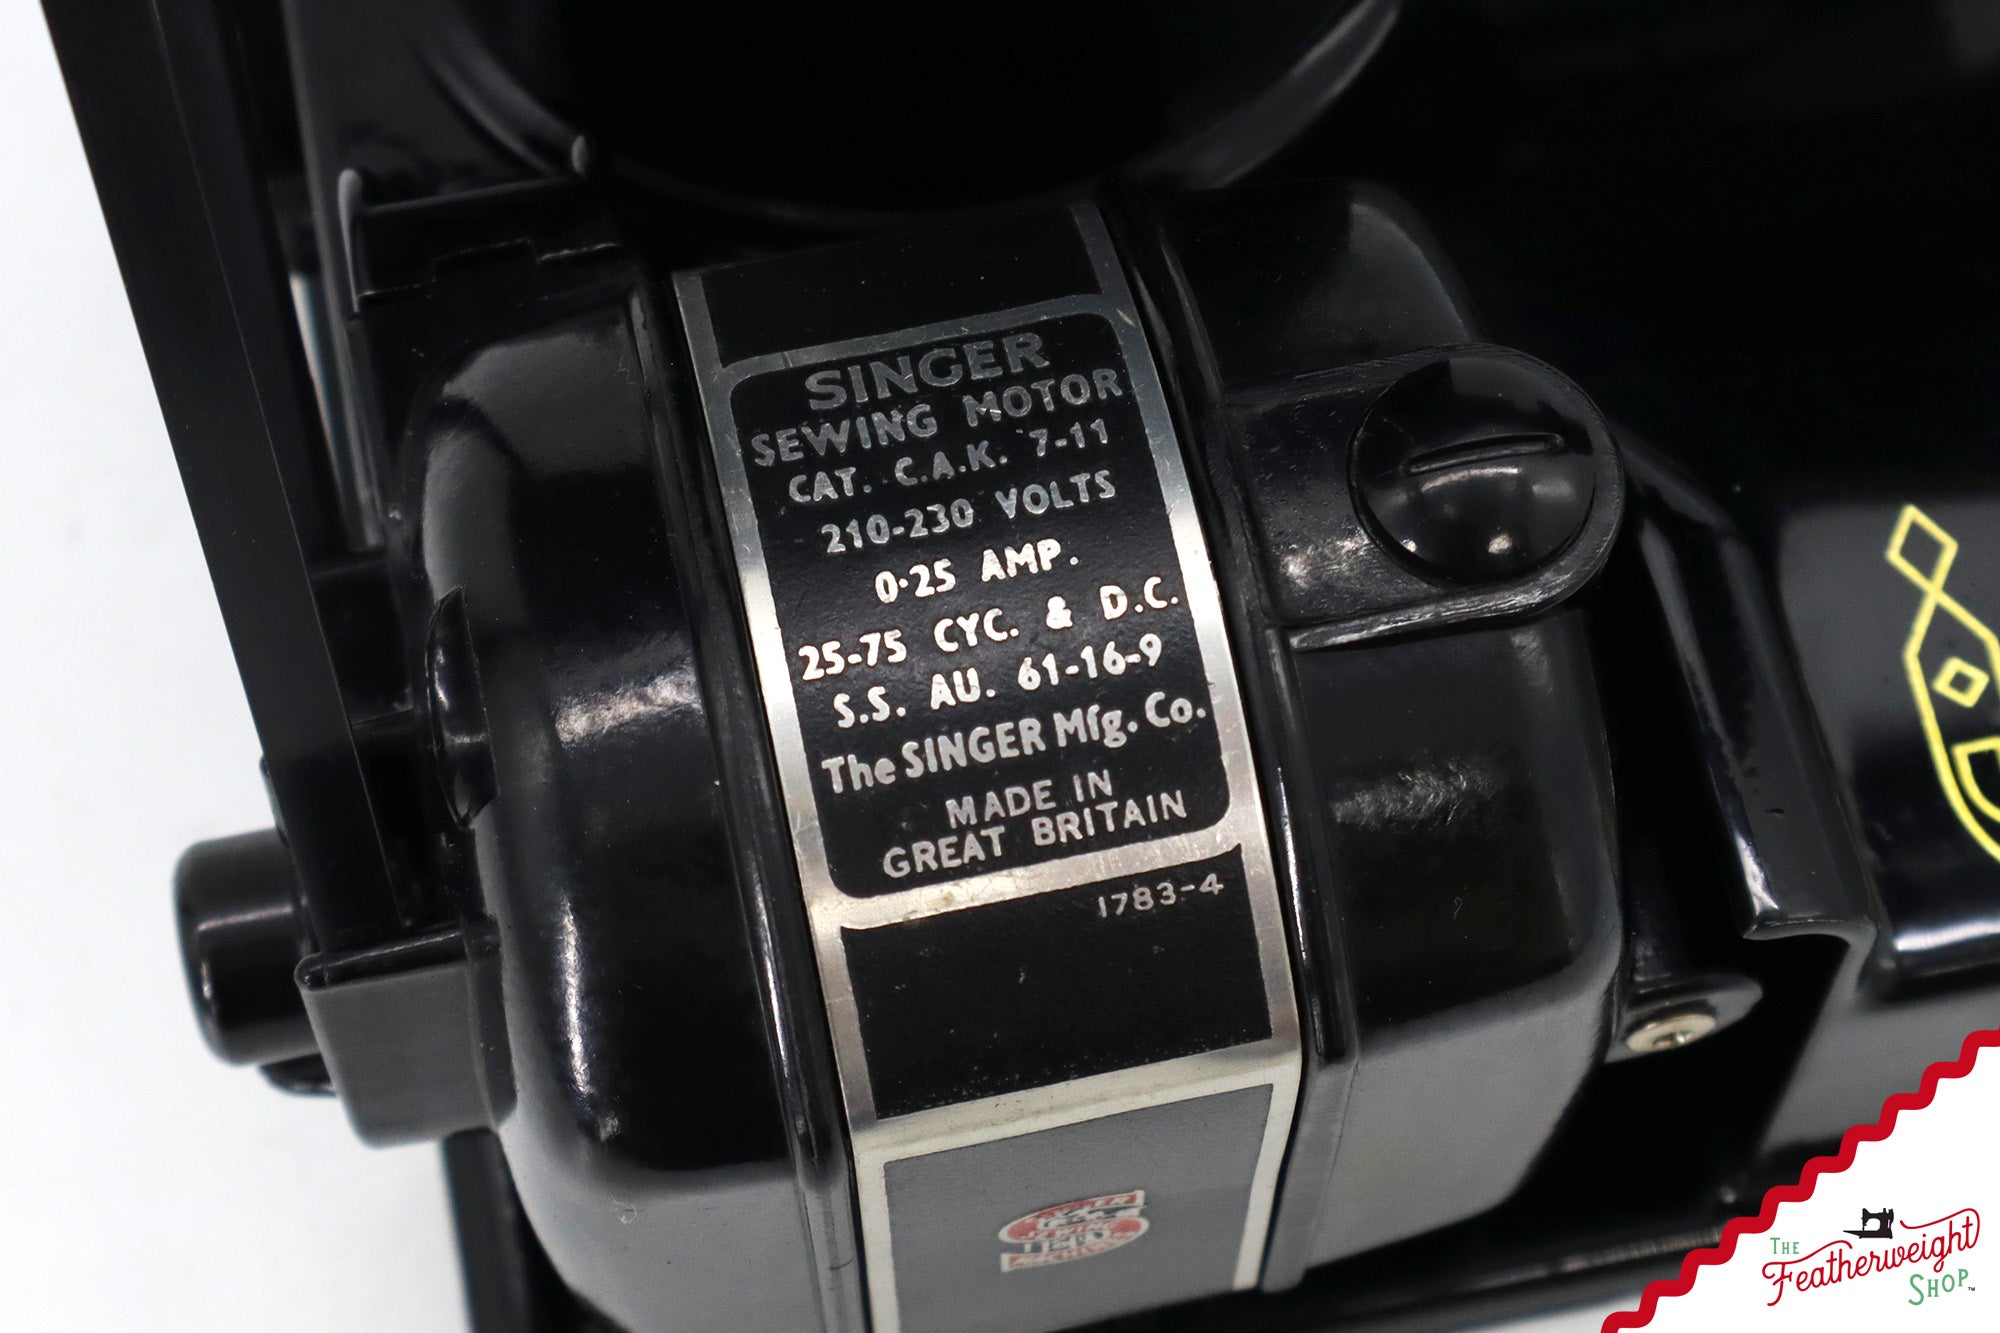 SINGER
SEWING MOTOR
CAT. C.A.K. 7-11
210-230 VOLTS
0·25 AMP.
25-75 CYC. & D.C.
S.S. AU. 61-16-9
The SINGER Mfg. Co.
MADE IN
GREAT BRITAIN
1783-4
THE
Featherweight
SHOP™